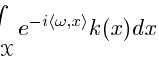 ∫_𝒳 e^{-i⟨ω,x⟩} k(x)dx